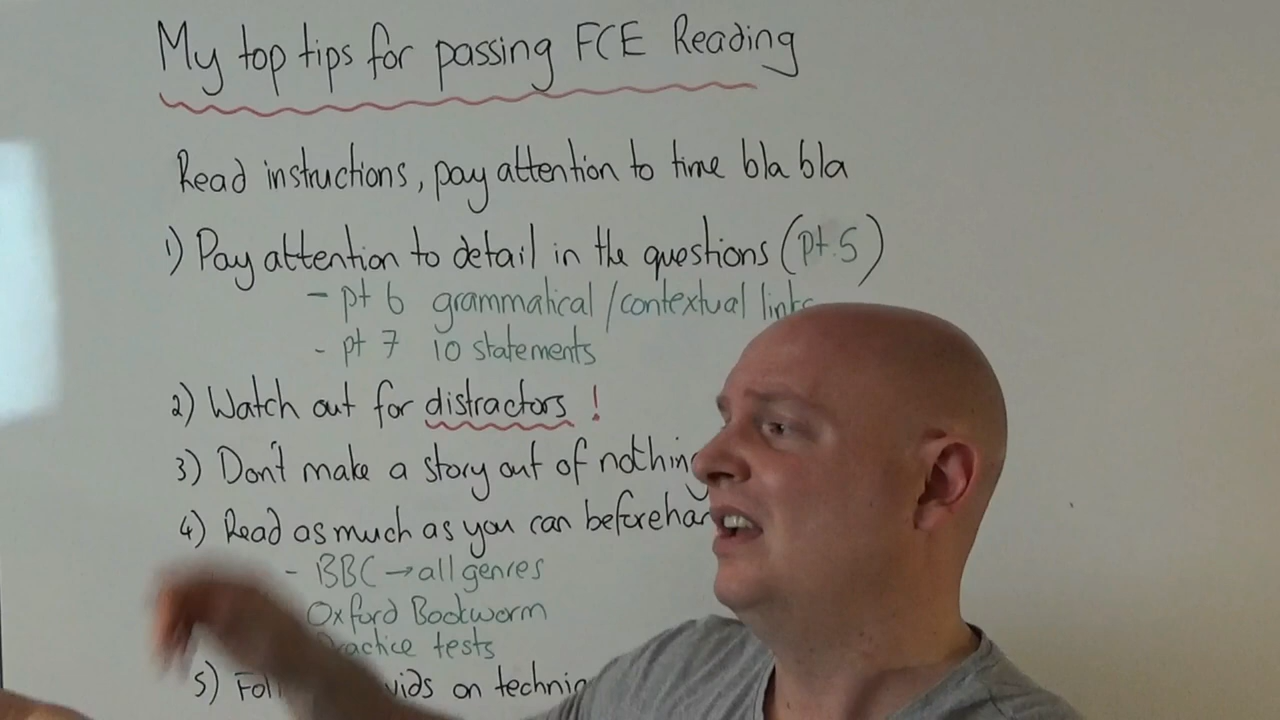 My top tips for passing FCE Reading
Read instructions, pay attention to time bla bla
1) Pay attention to detail in the questions (pt.5)
- pt 6 grammatical/contextual links
- pt 7 10 statements
2) Watch out for distractors !
3) Don't make a story out of nothing
4) Read as much as you can
- BBC → all genres
Oxford Bookworm
tests
5) vids on